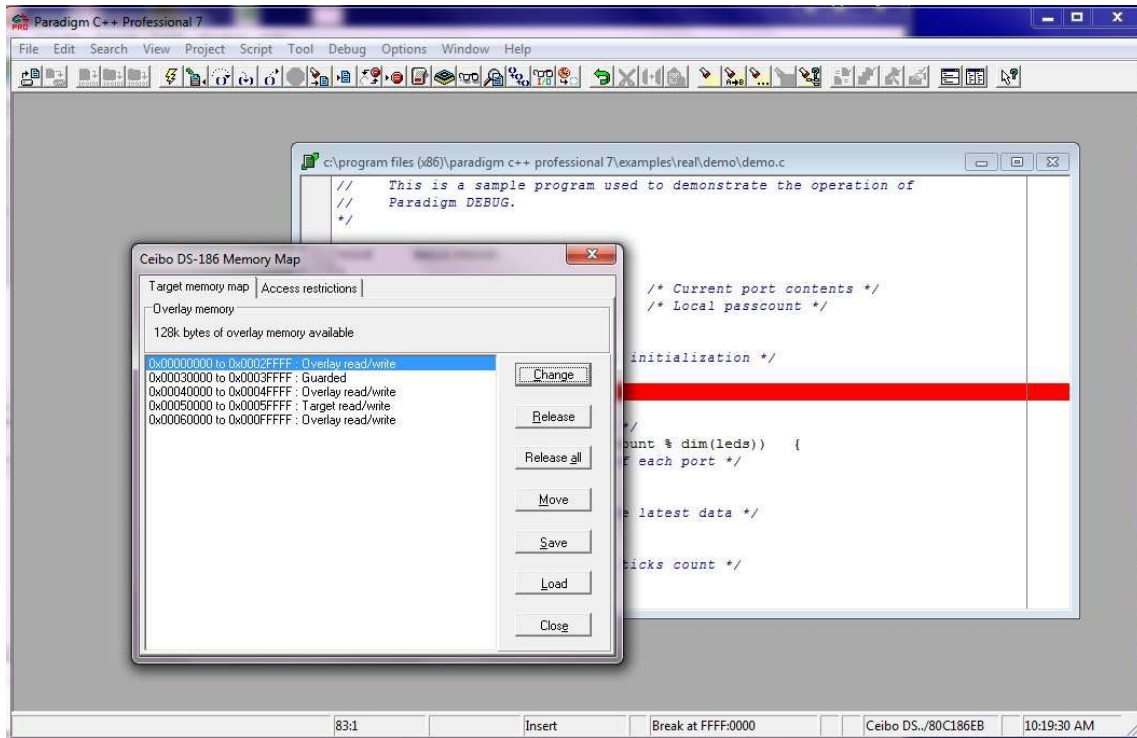 Paradigm C++ Professional 7
File Edit Search View Project Script Tool Debug Options Window Help
c:\program files (x86)\paradigm c++ professional 7\examples\real\demo\demo.c
// This is a sample program used to demonstrate the operation of
// Paradigm DEBUG.
*/
/* Current port contents */
/* Local passcount */
initialization */
*/
ount % dim(leds)) {
f each port */
latest data */
ticks count */
Ceibo DS-186 Memory Map
Target memory map Access restrictions
Overlay memory
128k bytes of overlay memory available
0x00000000 to 0x0002FFFF : Overlay read/write
0x00030000 to 0x0003FFFF : Guarded
0x00040000 to 0x0004FFFF : Overlay read/write
0x00050000 to 0x0005FFFF : Target read/write
0x00060000 to 0x000FFFFF : Overlay read/write
Change
Release
Release all
Move
Save
Load
Close
83:1 Insert Break at FFFF:0000 Ceibo DS../80C186EB 10:19:30 AM